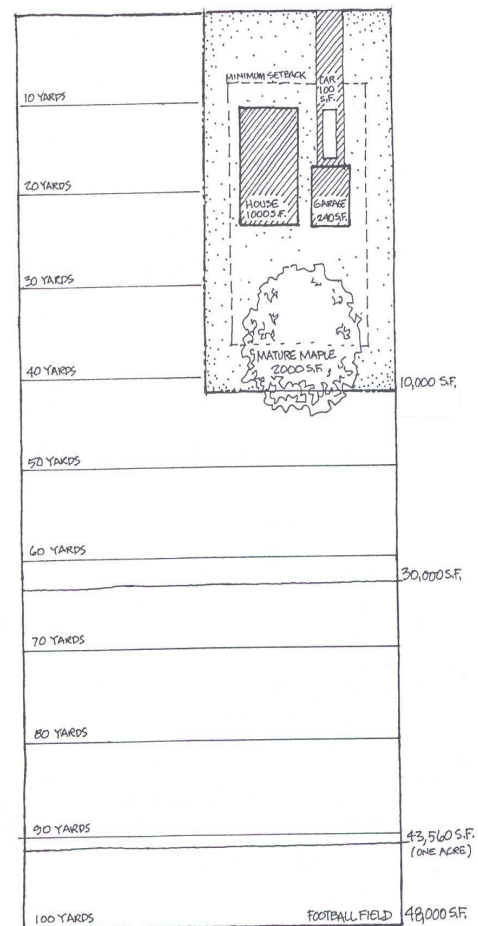 MINIMUM SETBACK
CAR
100
S.F.
10 YARDS
20 YARDS
HOUSE
1000 S.F.
GARAGE
240 S.F.
30 YARDS
MATURE MAPLE
2000 S.F.
40 YARDS
10,000 S.F.
50 YARDS
60 YARDS
30,000 S.F.
70 YARDS
80 YARDS
90 YARDS
43,560 S.F.
(ONE ACRE)
100 YARDS
FOOTBALL FIELD
48,000 S.F.